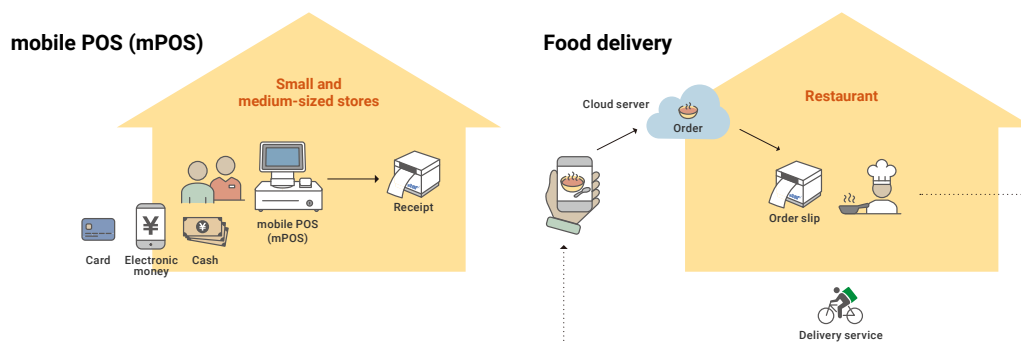 mobile POS (mPOS)
Small and
medium-sized stores
Receipt
mobile POS
(mPOS)
Card
Electronic
money
¥
Cash
¥
Food delivery
Cloud server
Order
Restaurant
Order slip
Delivery service